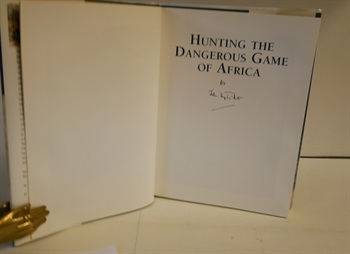 HUNTING THE
DANGEROUS GAME
OF AFRICA
by